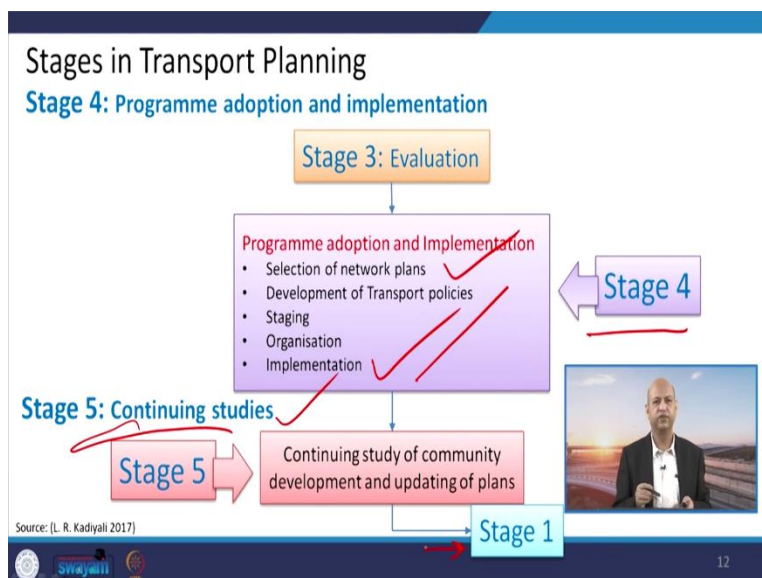 Stages in Transport Planning
Stage 4: Programme adoption and implementation
Stage 3: Evaluation
Programme adoption and Implementation
• Selection of network plans
• Development of Transport policies
• Staging
• Organisation
• Implementation
Stage 4
Stage 5: Continuing studies
Stage 5
Continuing study of community
development and updating of plans
Stage 1
Source: (L. R. Kadiyali 2017)
swayam
12